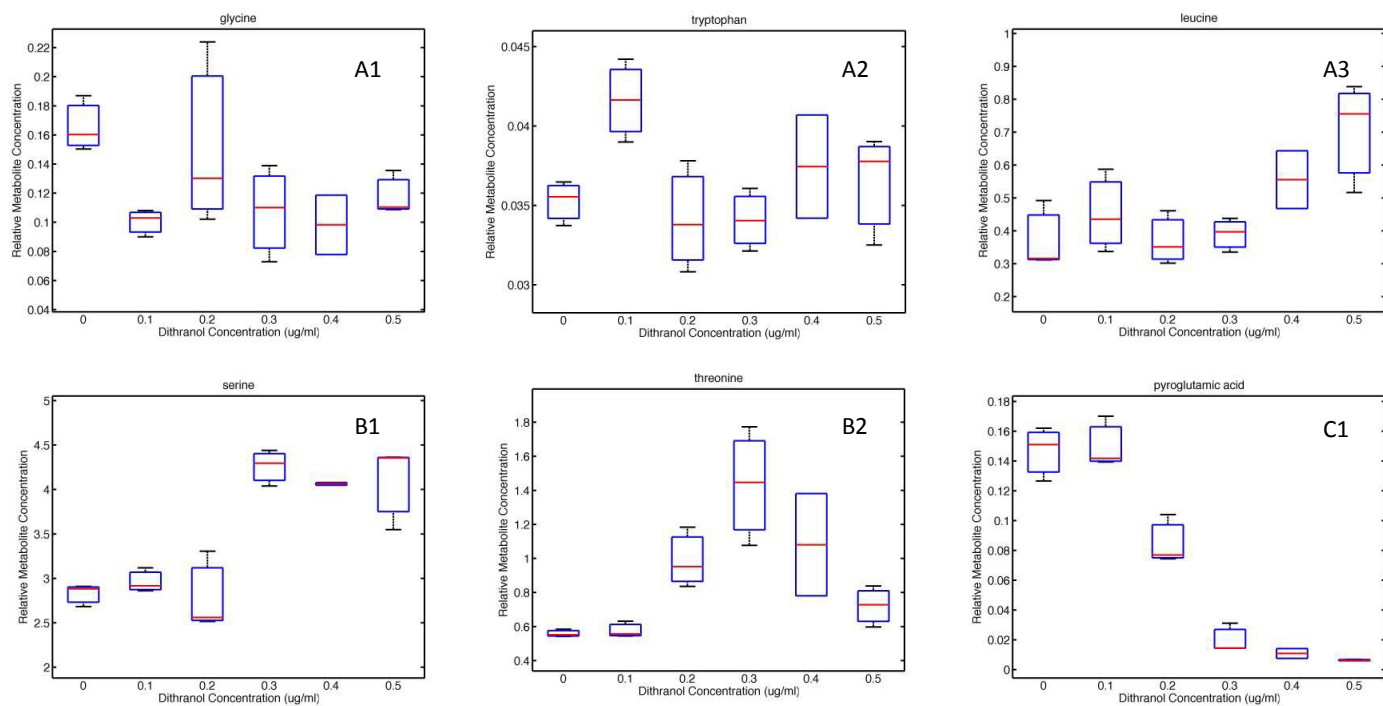 glycine
0.22
0.2
0.18
0.16
0.14
0.12
0.1
0.08
0.06
0.04
Relative Metabolite Concentration
A1
0 0.1 0.2 0.3 0.4 0.5
Dithranol Concentration (ug/ml)
tryptophan
0.045
0.04
0.035
0.03
Relative Metabolite Concentration
A2
0 0.1 0.2 0.3 0.4 0.5
Dithranol Concentration (ug/ml)
leucine
1
0.9
0.8
0.7
0.6
0.5
0.4
0.3
0.2
Relative Metabolite Concentration
A3
0 0.1 0.2 0.3 0.4 0.5
Dithranol Concentration (ug/ml)
serine
5
4.5
4
3.5
3
2.5
2
Relative Metabolite Concentration
B1
0 0.1 0.2 0.3 0.4 0.5
Dithranol Concentration (ug/ml)
threonine
1.8
1.6
1.4
1.2
1
0.8
0.6
0.4
Relative Metabolite Concentration
B2
0 0.1 0.2 0.3 0.4 0.5
Dithranol Concentration (ug/ml)
pyroglutamic acid
0.18
0.16
0.14
0.12
0.1
0.08
0.06
0.04
0.02
0
Relative Metabolite Concentration
C1
0 0.1 0.2 0.3 0.4 0.5
Dithranol Concentration (ug/ml)